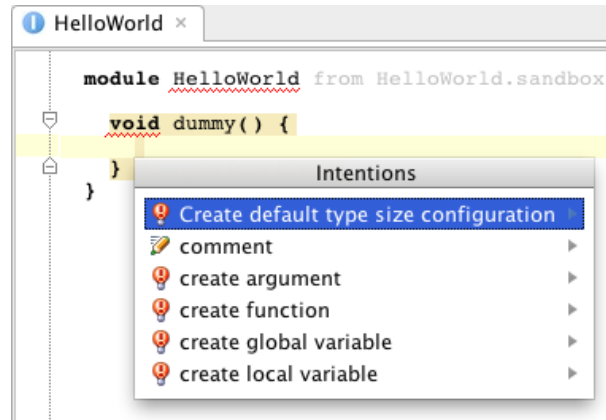 HelloWorld ×
module HelloWorld from HelloWorld.sandbox
void dummy() {
}
}
Intentions
Create default type size configuration
comment
create argument
create function
create global variable
create local variable